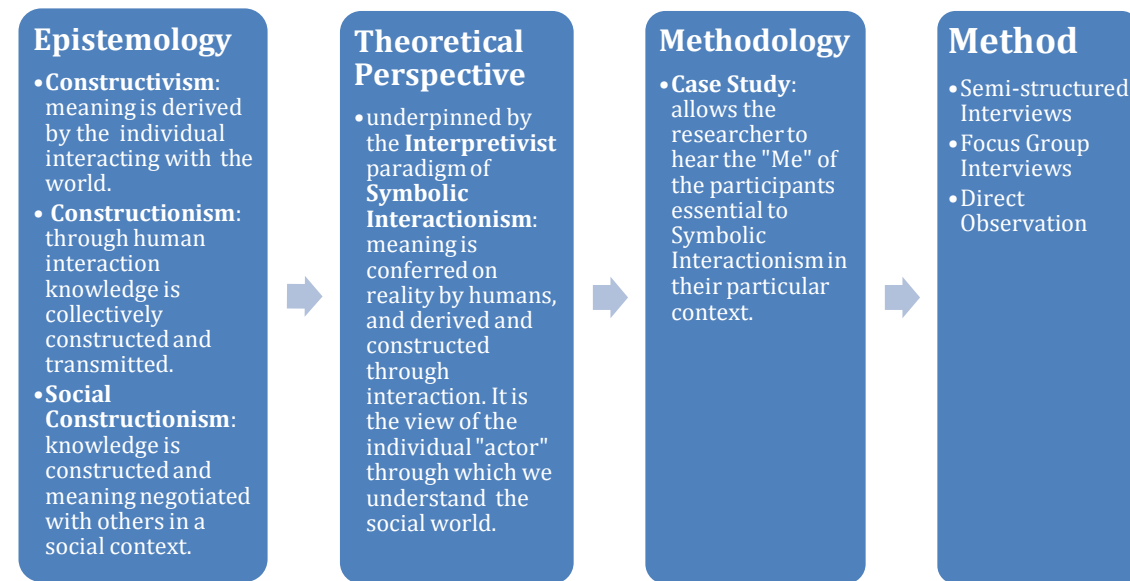 Epistemology
•Constructivism:
meaning is derived
by the individual
interacting with the
world.
• Constructionism:
through human
interaction
knowledge is
collectively
constructed and
transmitted.
•Social
Constructionism:
knowledge is
constructed and
meaning negotiated
with others in a
social context.
Theoretical
Perspective
•underpinned by
the Interpretivist
paradigm of
Symbolic
Interactionism:
meaning is
conferred on
reality by humans,
and derived and
constructed
through
interaction. It is
the view of the
individual "actor"
through which we
understand the
social world.
Methodology
•Case Study:
allows the
researcher to
hear the "Me" of
the participants
essential to
Symbolic
Interactionism in
their particular
context.
Method
•Semi-structured
Interviews
•Focus Group
Interviews
•Direct
Observation